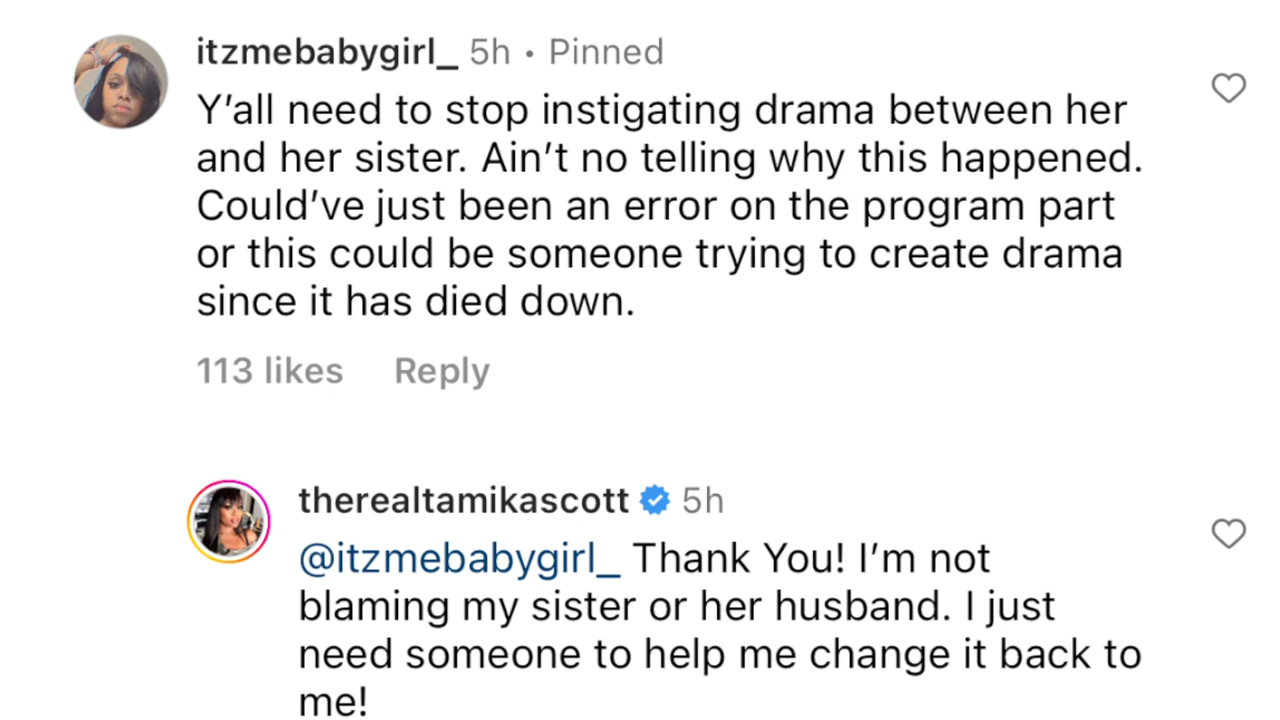 itzmebabygirl_ 5h • Pinned
Y’all need to stop instigating drama between her
and her sister. Ain’t no telling why this happened.
Could’ve just been an error on the program part
or this could be someone trying to create drama
since it has died down.
113 likes Reply
therealtamikascott 5h
@itzmebabygirl_ Thank You! I’m not
blaming my sister or her husband. I just
need someone to help me change it back to
me!